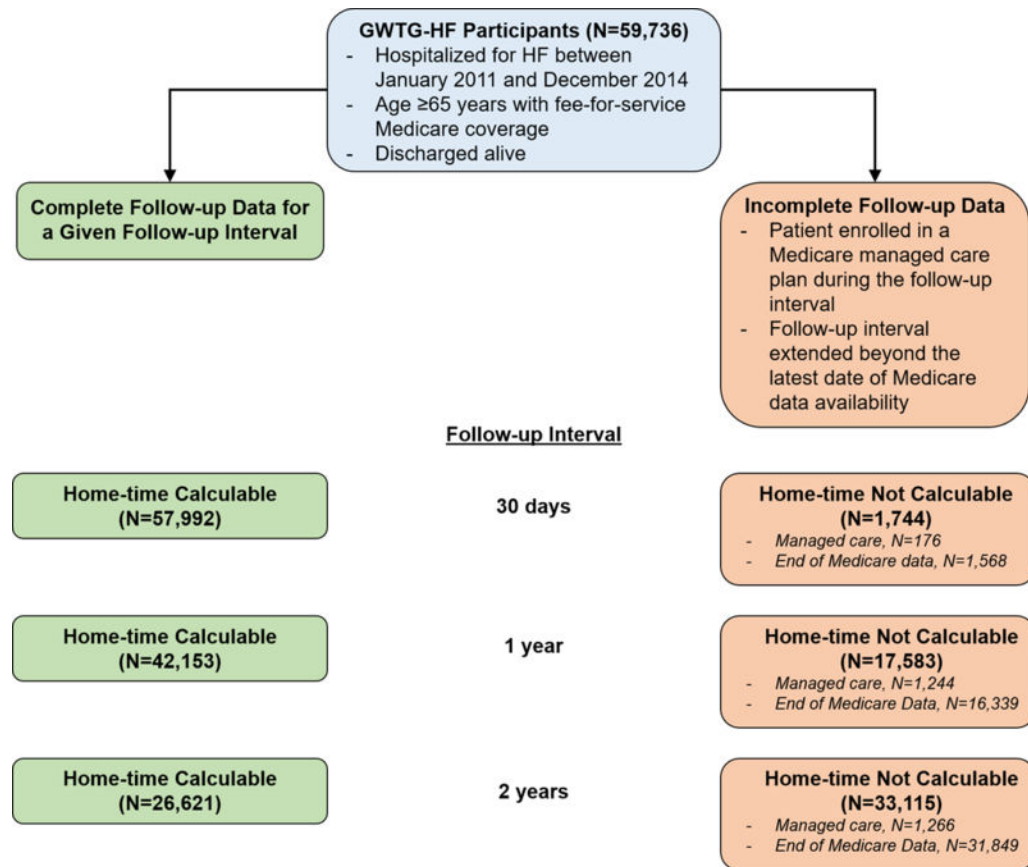 GWTG-HF Participants (N=59,736)
- Hospitalized for HF between
January 2011 and December 2014
- Age ≥65 years with fee-for-service
Medicare coverage
- Discharged alive
Complete Follow-up Data for
a Given Follow-up Interval
Incomplete Follow-up Data
- Patient enrolled in a
Medicare managed care
plan during the follow-up
interval
- Follow-up interval
extended beyond the
latest date of Medicare
data availability
Follow-up Interval
Home-time Calculable
(N=57,992)
30 days
Home-time Not Calculable
(N=1,744)
- Managed care, N=176
- End of Medicare data, N=1,568
Home-time Calculable
(N=42,153)
1 year
Home-time Not Calculable
(N=17,583)
- Managed care, N=1,244
- End of Medicare Data, N=16,339
Home-time Calculable
(N=26,621)
2 years
Home-time Not Calculable
(N=33,115)
- Managed care, N=1,266
- End of Medicare Data, N=31,849